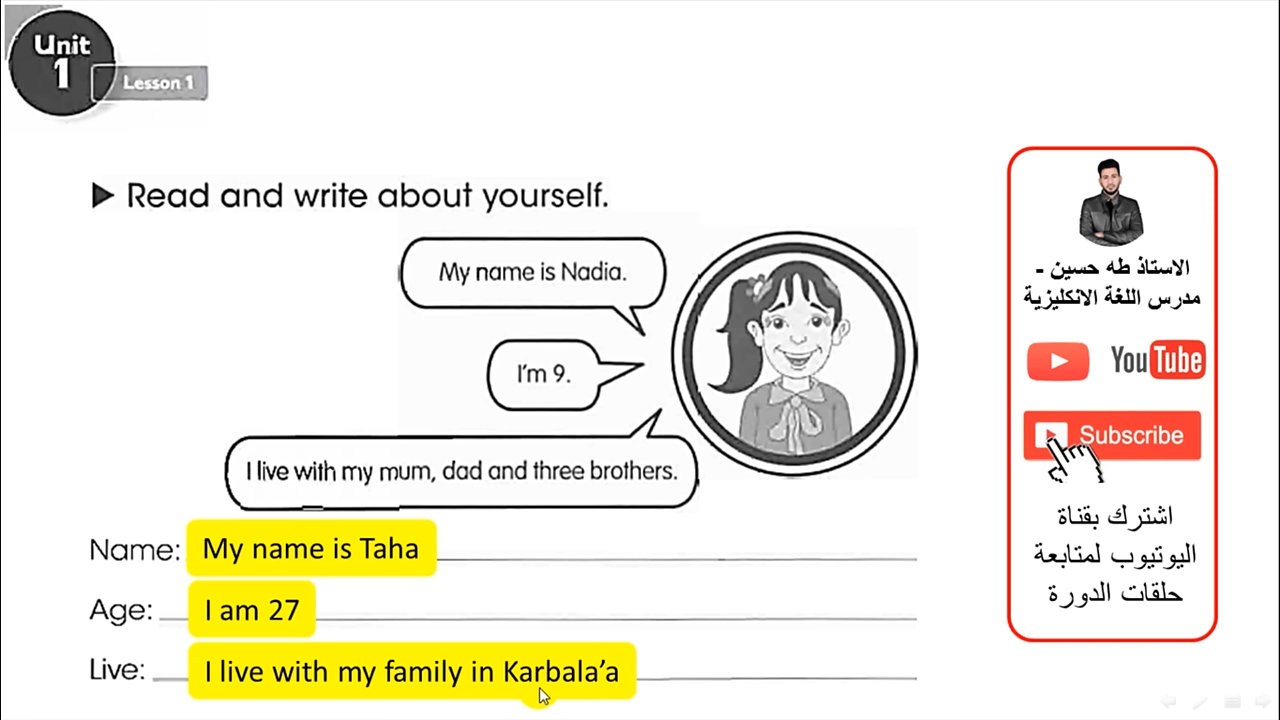 Unit
1
Lesson 1
► Read and write about yourself.
My name is Nadia.
I'm 9.
I live with my mum, dad and three brothers.
Name: My name is Taha
Age: I am 27
Live: I live with my family in Karbala’a
الاستاذ طه حسين -
مدرس اللغة الانكليزية
YouTube
Subscribe
اشترك بقناة
اليوتيوب لمتابعة
حلقات الدورة